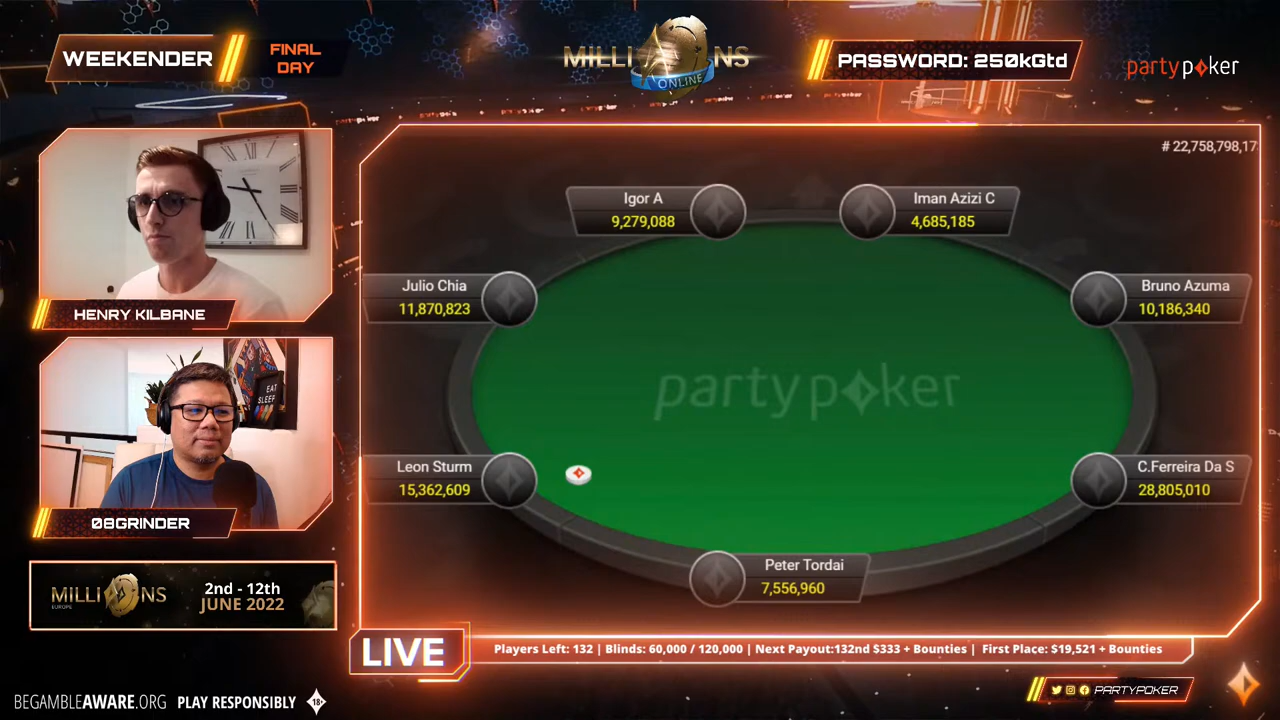 WEEKENDER
FINAL
DAY
MILLIONS
ONLINE
PASSWORD: 250kGtd
partypoker
# 22,758,798,17
Igor A
9,279,088
Iman Azizi C
4,685,185
Julio Chia
11,870,823
Bruno Azuma
10,186,340
HENRY KILBANE
partypoker
EAT
SLEEP
Leon Sturm
15,362,609
C.Ferreira Da S
28,805,010
08GRINDER
Peter Tordai
7,556,960
MILLIONS
EUROPE
2nd - 12th
JUNE 2022
LIVE
Players Left: 132 | Blinds: 60,000 / 120,000 | Next Payout:132nd $333 + Bounties | First Place: $19,521 + Bounties
BEGAMBLEAWARE.ORG PLAY RESPONSIBLY 18+
PARTYPOKER